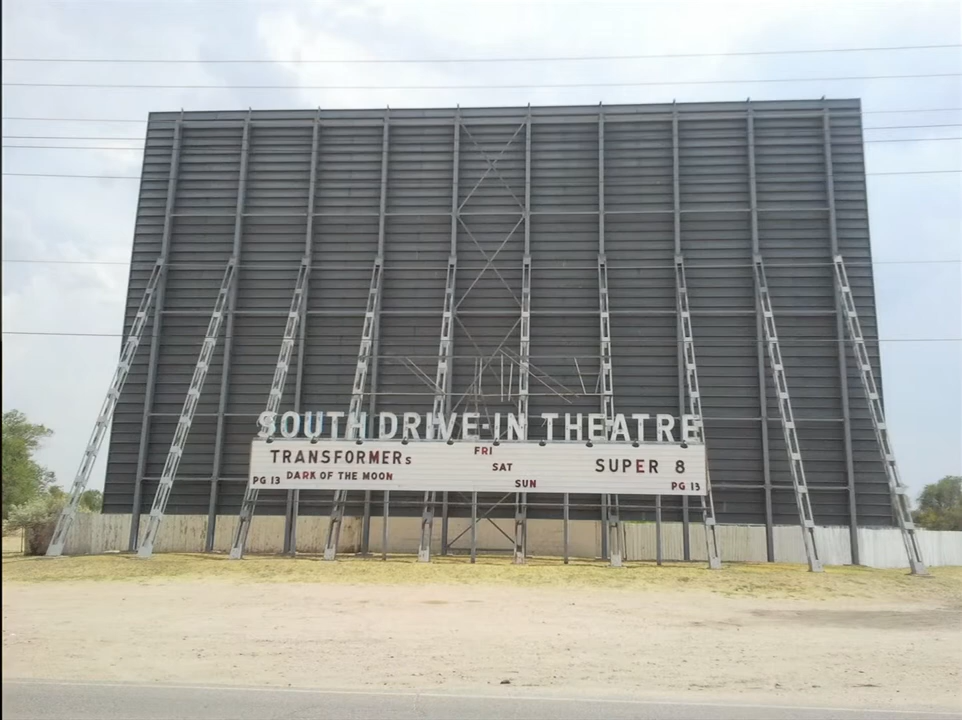 SOUTH DRIVE-IN THEATRE
TRANSFORMERs
DARK OF THE MOON
PG 13
FRI
SAT
SUN
SUPER 8
PG 13